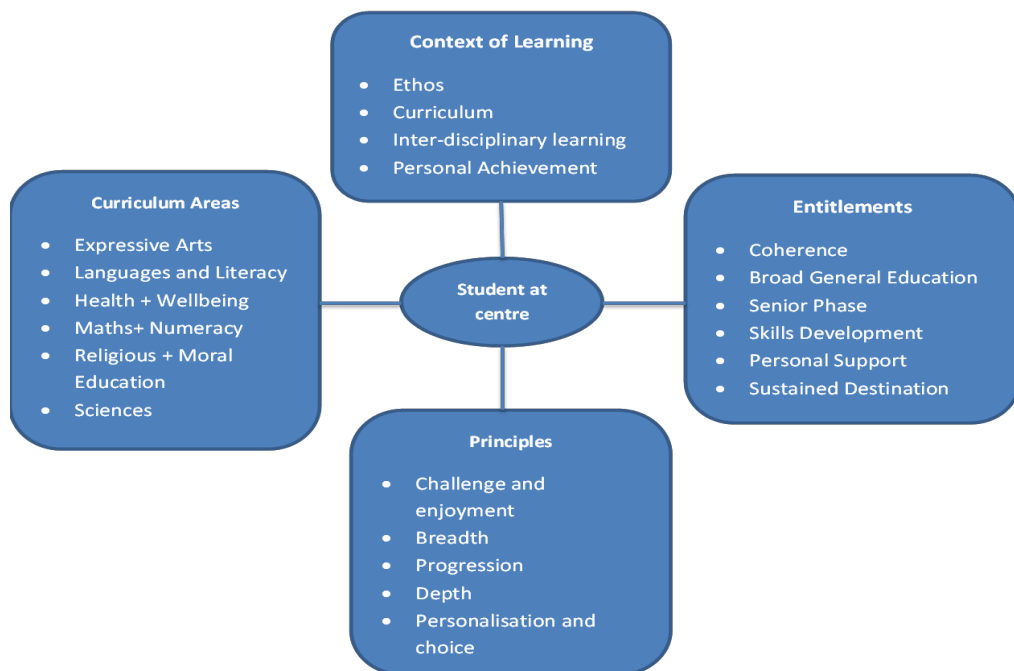 Context of Learning
• Ethos
• Curriculum
• Inter-disciplinary learning
• Personal Achievement
Curriculum Areas
• Expressive Arts
• Languages and Literacy
• Health + Wellbeing
• Maths+ Numeracy
• Religious + Moral
Education
• Sciences
Student at
centre
Entitlements
• Coherence
• Broad General Education
• Senior Phase
• Skills Development
• Personal Support
• Sustained Destination
Principles
• Challenge and
enjoyment
• Breadth
• Progression
• Depth
• Personalisation and
choice